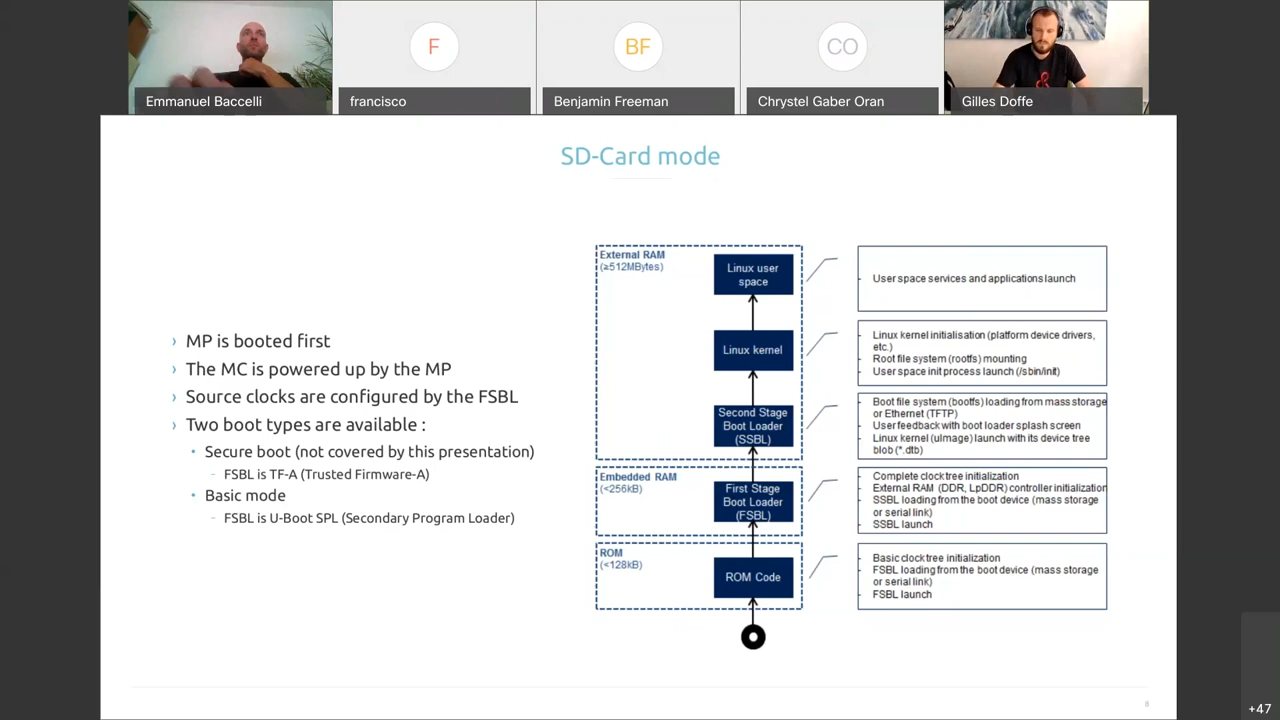 F
BF
CO
Emmanuel Baccelli
francisco
Benjamin Freeman
Chrystel Gaber Oran
Gilles Doffe
SD-Card mode
› MP is booted first
› The MC is powered up by the MP
› Source clocks are configured by the FSBL
› Two boot types are available :
• Secure boot (not covered by this presentation)
- FSBL is TF-A (Trusted Firmware-A)
• Basic mode
- FSBL is U-Boot SPL (Secondary Program Loader)
External RAM
(≥512MBytes)
Linux user
space
- User space services and applications launch
Linux kernel
- Linux kernel initialisation (platform device drivers,
etc.)
- Root file system (rootfs) mounting
- User space init process launch (/sbin/init)
Second Stage
Boot Loader
(SSBL)
- Boot file system (bootfs) loading from mass storage
or Ethernet (TFTP)
- User feedback with boot loader splash screen
- Linux kernel (uImage) launch with its device tree
blob (*.dtb)
Embedded RAM
(<256kB)
First Stage
Boot Loader
(FSBL)
- Complete clock tree initialization
- External RAM (DDR, LpDDR) controller initialization
- SSBL loading from the boot device (mass storage
or serial link)
- SSBL launch
ROM
(<128kB)
ROM Code
- Basic clock tree initialization
- FSBL loading from the boot device (mass storage
or serial link)
- FSBL launch
8
+47